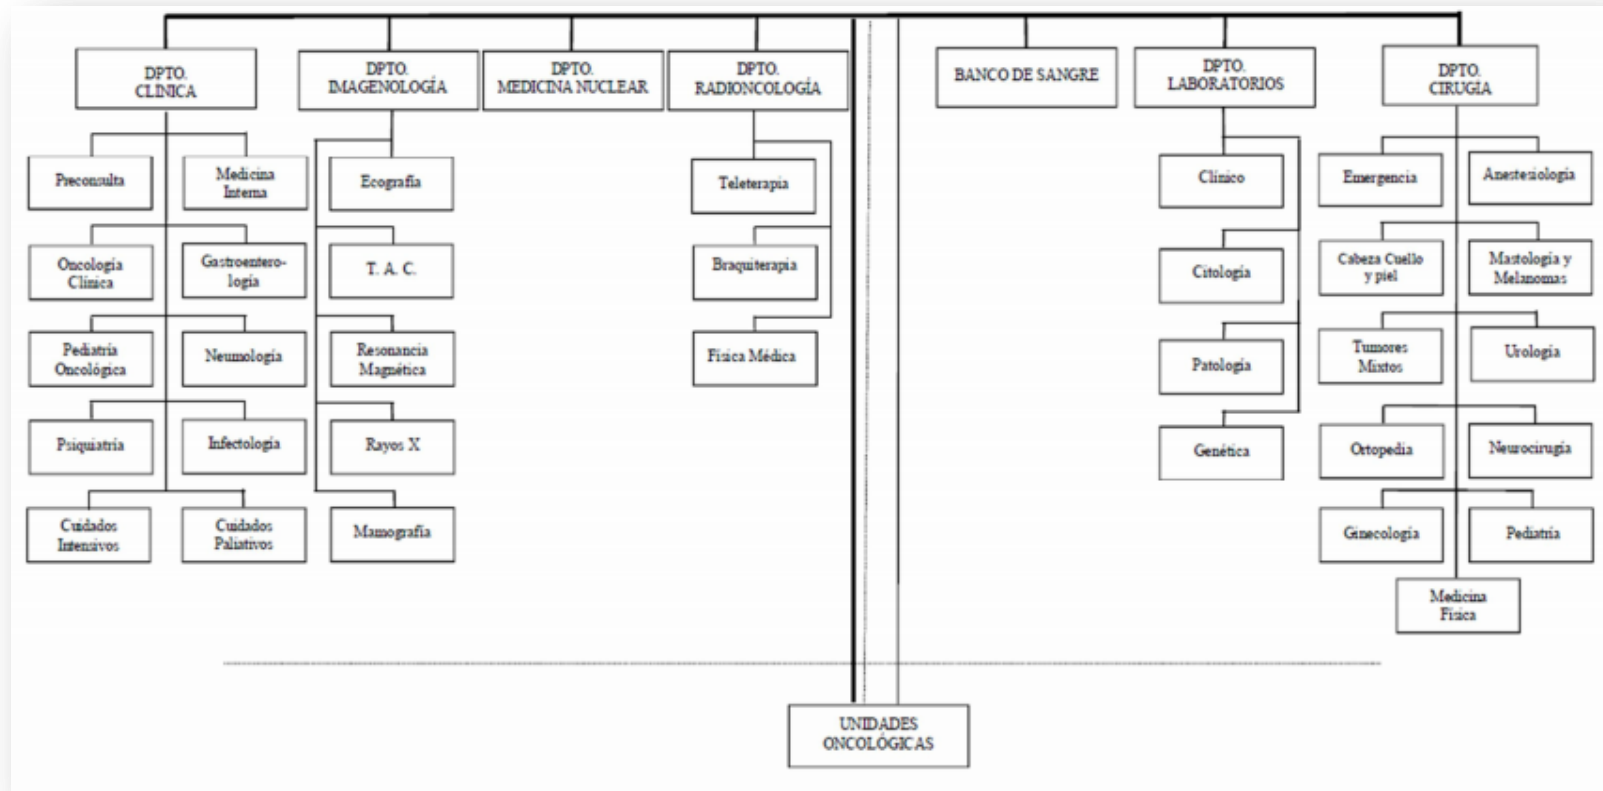 DPTO.
CLÍNICA
DPTO.
IMAGENOLOGÍA
DPTO.
MEDICINA NUCLEAR
DPTO.
RADIONCOLOGÍA
BANCO DE SANGRE
DPTO.
LABORATORIOS
DPTO.
CIRUGIA
Preconsulta
Medicina
Interna
Oncología
Clínica
Gastroentero-
logía
Pediatría
Oncológica
Neumología
Psiquiatría
Infectología
Cuidados
Intensivos
Cuidados
Paliativos
Ecografía
T. A. C.
Resonancia
Magnética
Rayos X
Mamografía
Teleterapia
Braquiterapia
Física Médica
Clínico
Citología
Patología
Genética
Emergencia
Anestesiología
Cabeza Cuello
y piel
Mastología y
Melanomas
Tumores
Mixtos
Urología
Ortopedia
Neurocirugía
Ginecología
Pediatría
Medicina
Física
UNIDADES
ONCOLÓGICAS